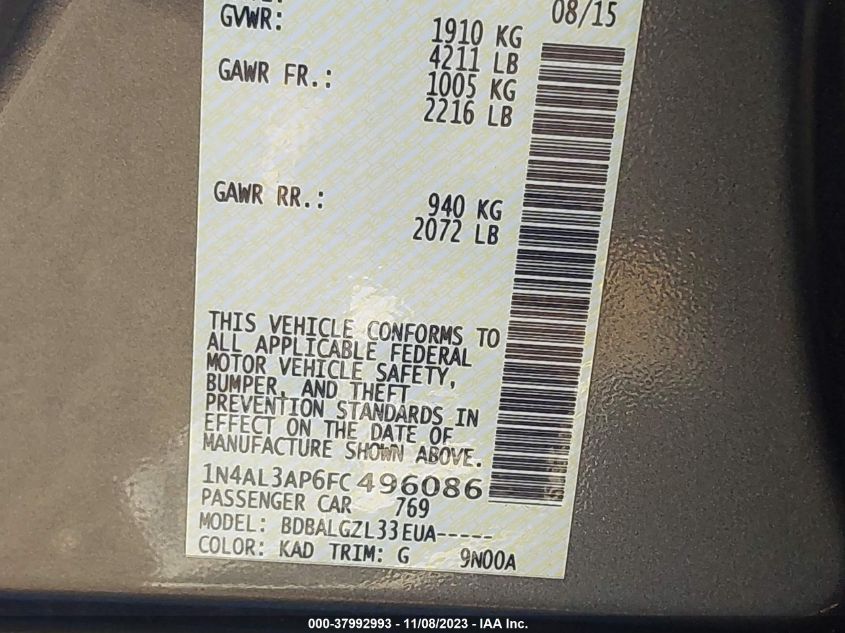 GVWR: 08/15
1910 KG
4211 LB
GAWR FR.: 1005 KG
2216 LB
GAWR RR.: 940 KG
2072 LB
THIS VEHICLE CONFORMS TO
ALL APPLICABLE FEDERAL
MOTOR VEHICLE SAFETY,
BUMPER, AND THEFT
PREVENTION STANDARDS IN
EFFECT ON THE DATE OF
MANUFACTURE SHOWN ABOVE.
1N4AL3AP6FC496086
PASSENGER CAR 769
MODEL: BDBALGZL33EUA-----
COLOR: KAD TRIM: G 9N00A
000-37992993 - 11/08/2023 - IAA Inc.